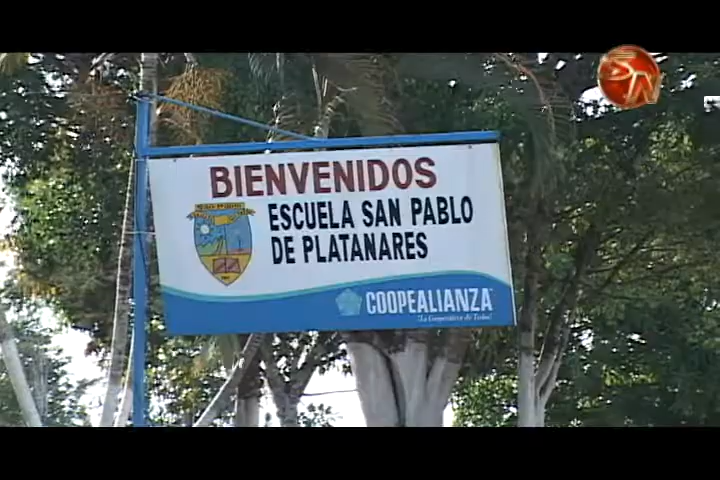 BIENVENIDOS
ESCUELA SAN PABLO
DE PLATANARES
COOPEALIANZA